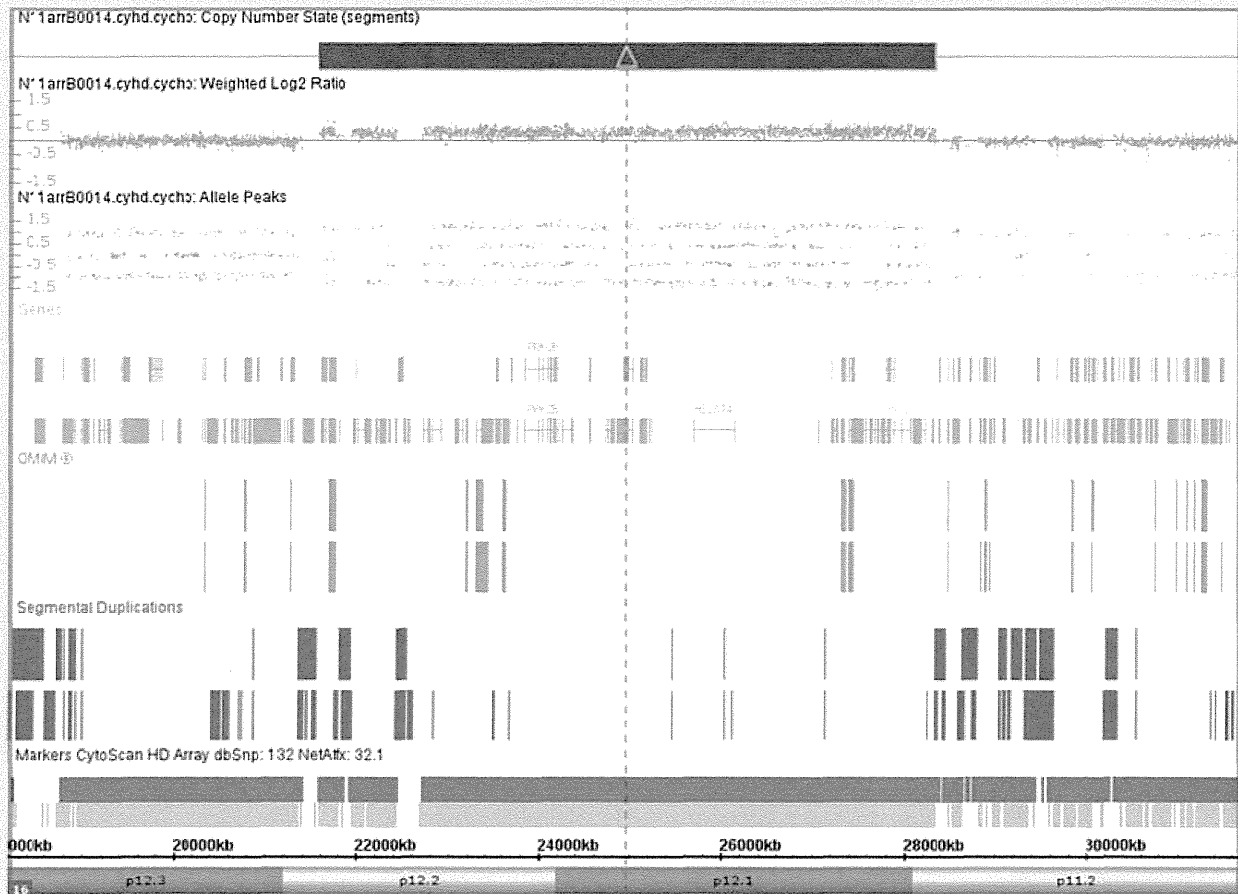 N°1arrB0014.cyhd.cychp: Copy Number State (segments)
N°1arrB0014.cyhd.cychp: Weighted Log2 Ratio
1.5
0.5
-0.5
-1.5
N°1arrB0014.cyhd.cychp: Allele Peaks
1.5
0.5
-0.5
-1.5
Genes
OMIM ®
Segmental Duplications
Markers CytoScan HD Array dbSnp: 132 NetAffx: 32.1
000kb 20000kb 22000kb 24000kb 26000kb 28000kb 30000kb
16 p12.3 p12.2 p12.1 p11.2